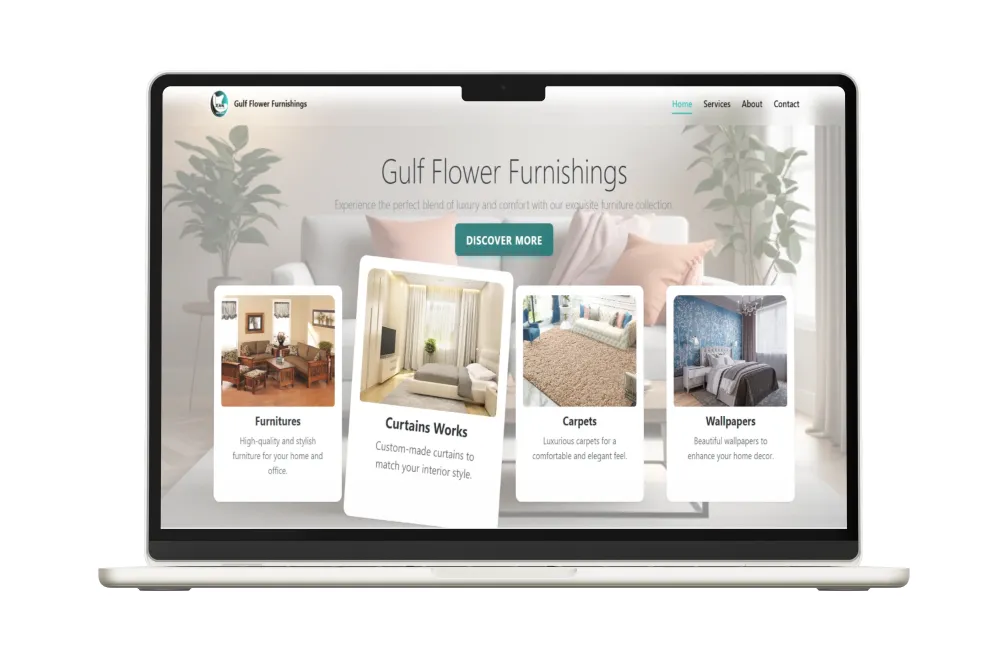 Gulf Flower Furnishings
Home Services About Contact
Gulf Flower Furnishings
Experience the perfect blend of luxury and comfort with our exquisite furniture collection
DISCOVER MORE
Furnitures
High-quality and stylish
furniture for your home and
office.
Curtains Works
Custom-made curtains to
match your interior style.
Carpets
Luxurious carpets for a
comfortable and elegant feel.
Wallpapers
Beautiful wallpapers to
enhance your home decor.